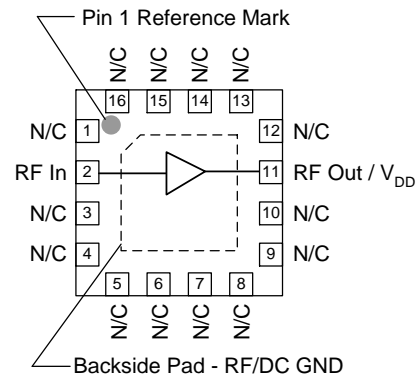 Pin 1 Reference Mark
N/C N/C N/C N/C
16 15 14 13
N/C 1 12 N/C
RF In 2 11 RF Out / VDD
N/C 3 10 N/C
N/C 4 9 N/C
5 6 7 8
N/C N/C N/C N/C
Backside Pad - RF/DC GND